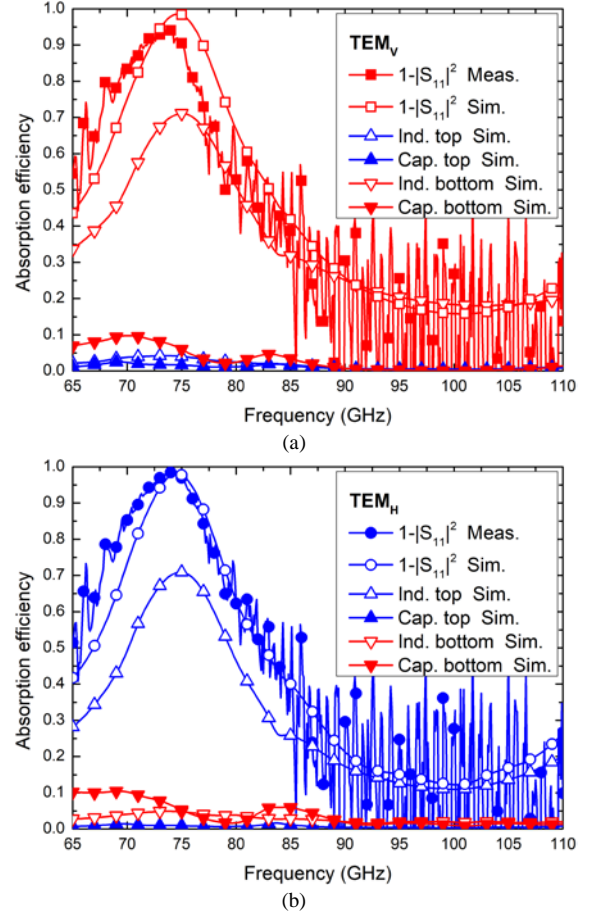 1.0
0.9
0.8
0.7
0.6
0.5
0.4
0.3
0.2
0.1
0.0
Absorption efficiency
TEM_V
1-|S₁₁|² Meas.
1-|S₁₁|² Sim.
Ind. top Sim.
Cap. top Sim.
Ind. bottom Sim.
Cap. bottom Sim.
65 70 75 80 85 90 95 100 105 110
Frequency (GHz)
(a)
1.0
0.9
0.8
0.7
0.6
0.5
0.4
0.3
0.2
0.1
0.0
Absorption efficiency
TEM_H
1-|S₁₁|² Meas.
1-|S₁₁|² Sim.
Ind. top Sim.
Cap. top Sim.
Ind. bottom Sim.
Cap. bottom Sim.
65 70 75 80 85 90 95 100 105 110
Frequency (GHz)
(b)